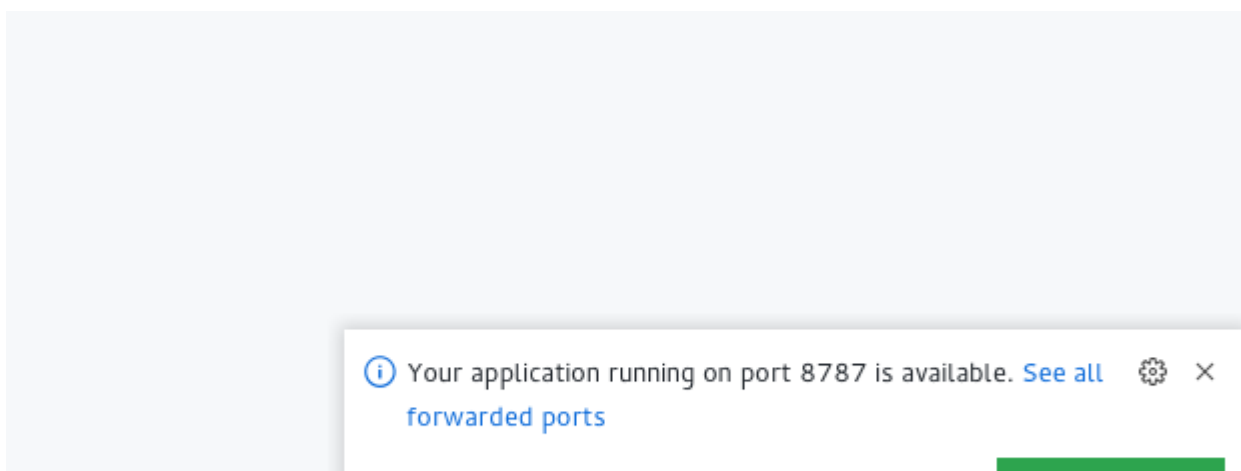 Your application running on port 8787 is available. See all
forwarded ports